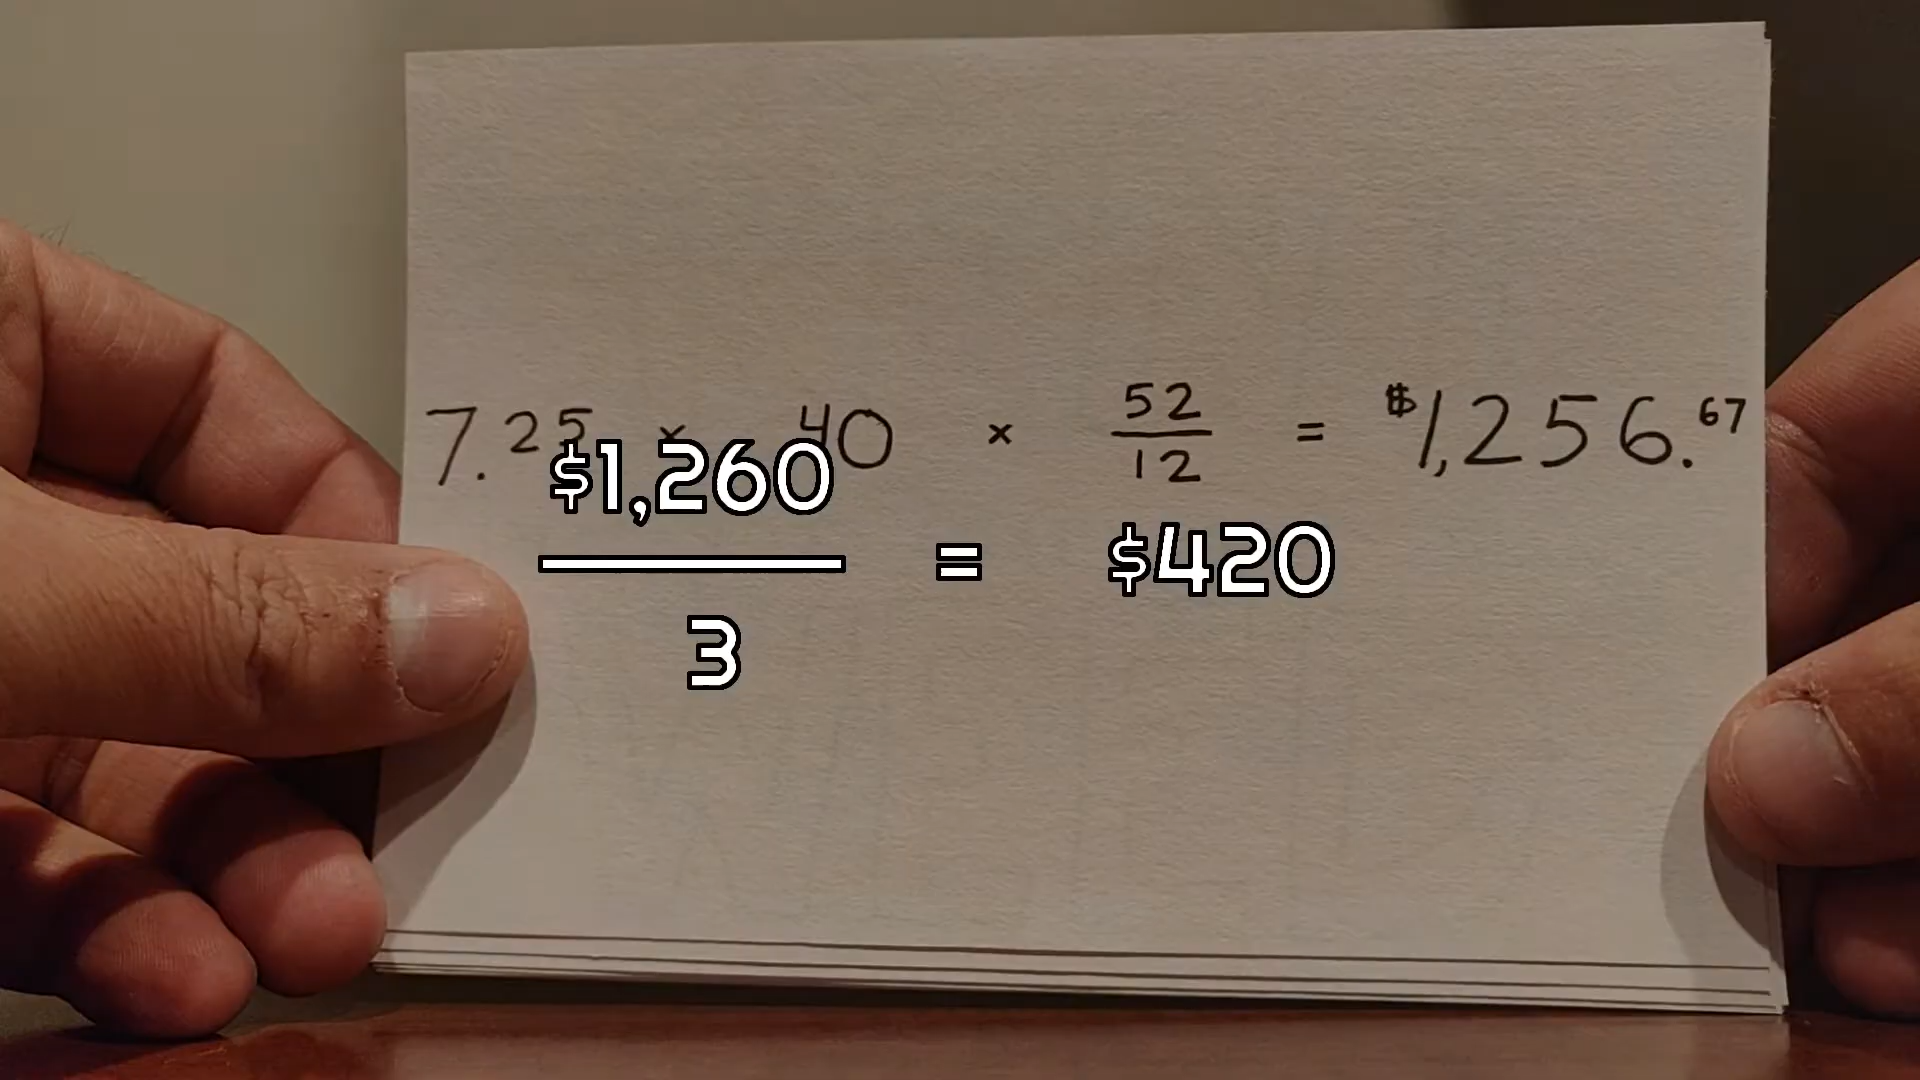 7.25 × 40 × 52/12 = $1,256.67
$1,260
3
= $420